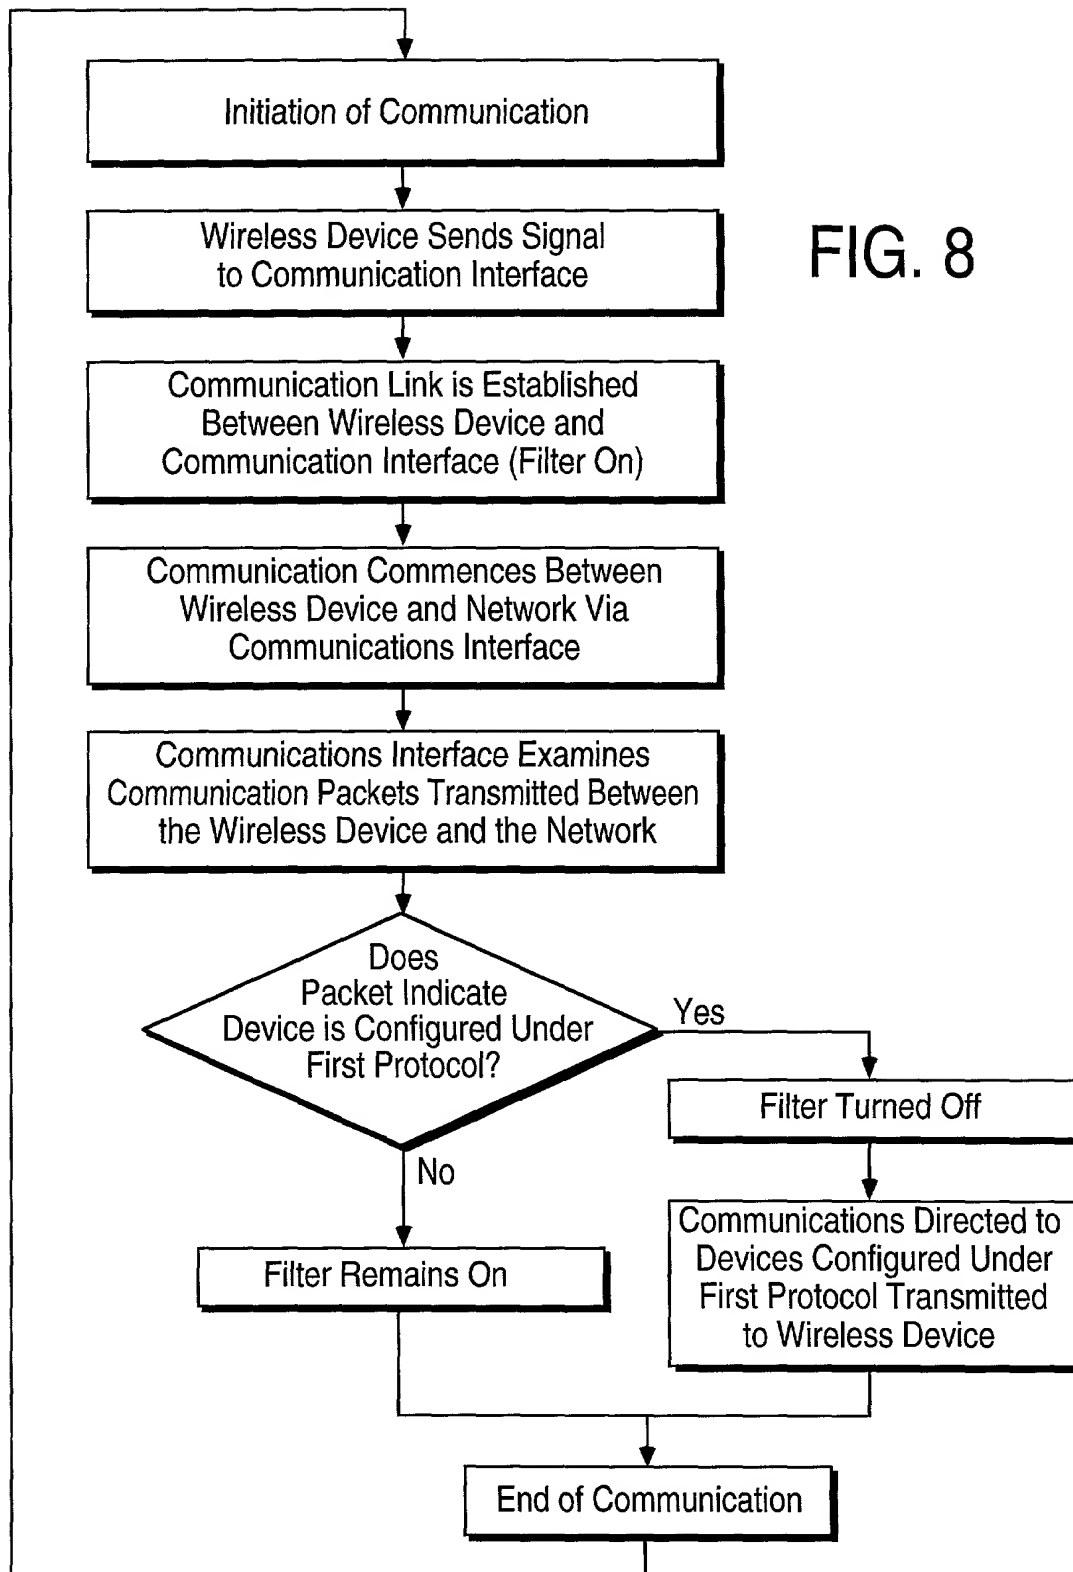 Initiation of Communication
Wireless Device Sends Signal
to Communication Interface
FIG. 8
Communication Link is Established
Between Wireless Device and
Communication Interface (Filter On)
Communication Commences Between
Wireless Device and Network Via
Communications Interface
Communications Interface Examines
Communication Packets Transmitted Between
the Wireless Device and the Network
Does
Packet Indicate
Device is Configured Under
First Protocol?
Yes
Filter Turned Off
No
Communications Directed to
Devices Configured Under
First Protocol Transmitted
to Wireless Device
Filter Remains On
End of Communication